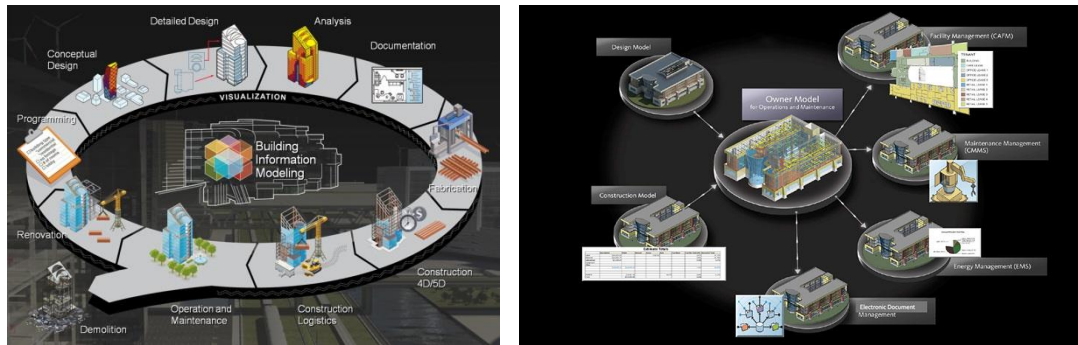 Detailed Design
Analysis
Conceptual
Design
Documentation
VISUALIZATION
Programming
Building
Information
Modeling
Fabrication
Renovation
Construction
4D/5D
Operation and
Maintenance
Construction
Logistics
Demolition
Design Model
Facility Management (CAFM)
TENANT
Owner Model
for Operations and Maintenance
Maintenance Management
(CMMS)
Construction Model
Energy Management (EMS)
Electronic Document
Management